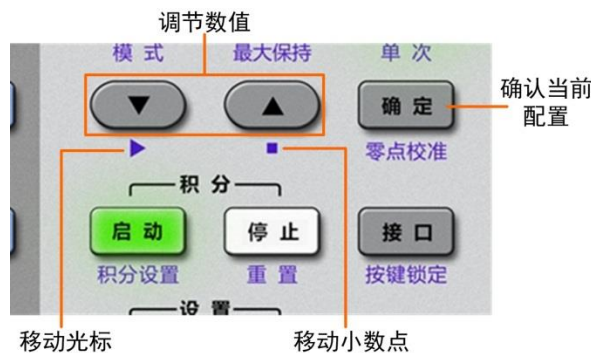 调节数值
模 式 最大保持 单 次
确 定
确认当前
配置
零点校准
积 分
启 动 停 止 接 口
积分设置 重 置 按键锁定
设 置
移动光标 移动小数点